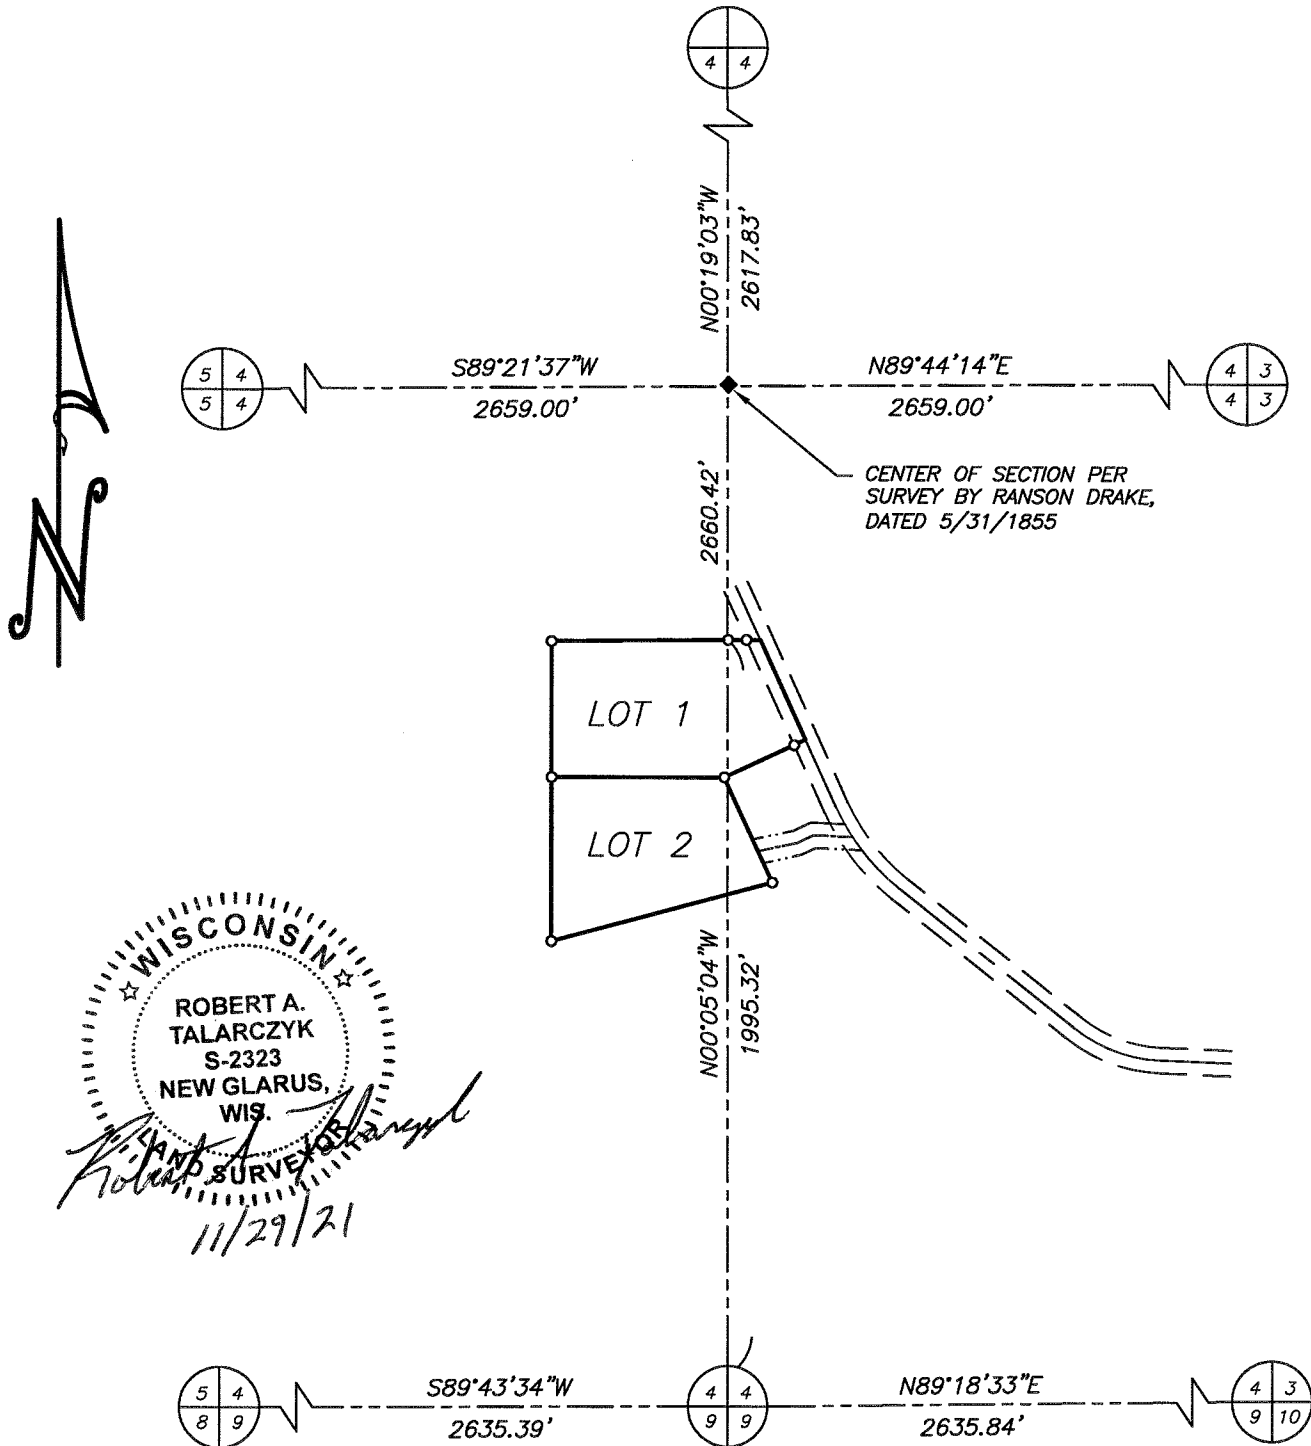 4 4
N00°19'03"W
2617.83'
5 4
5 4
S89°21'37"W
2659.00'
N89°44'14"E
2659.00'
4 3
4 3
CENTER OF SECTION PER
SURVEY BY RANSON DRAKE,
DATED 5/31/1855
2660.42'
N
LOT 1
LOT 2
N00°05'04"W
1995.32'
WISCONSIN
ROBERT A.
TALARCZYK
S-2323
NEW GLARUS,
WIS.
LAND SURVEYOR
Robert A. Talarczyk
11/29/21
5 4
8 9
S89°43'34"W
2635.39'
4 4
9 9
N89°18'33"E
2635.84'
4 3
9 10